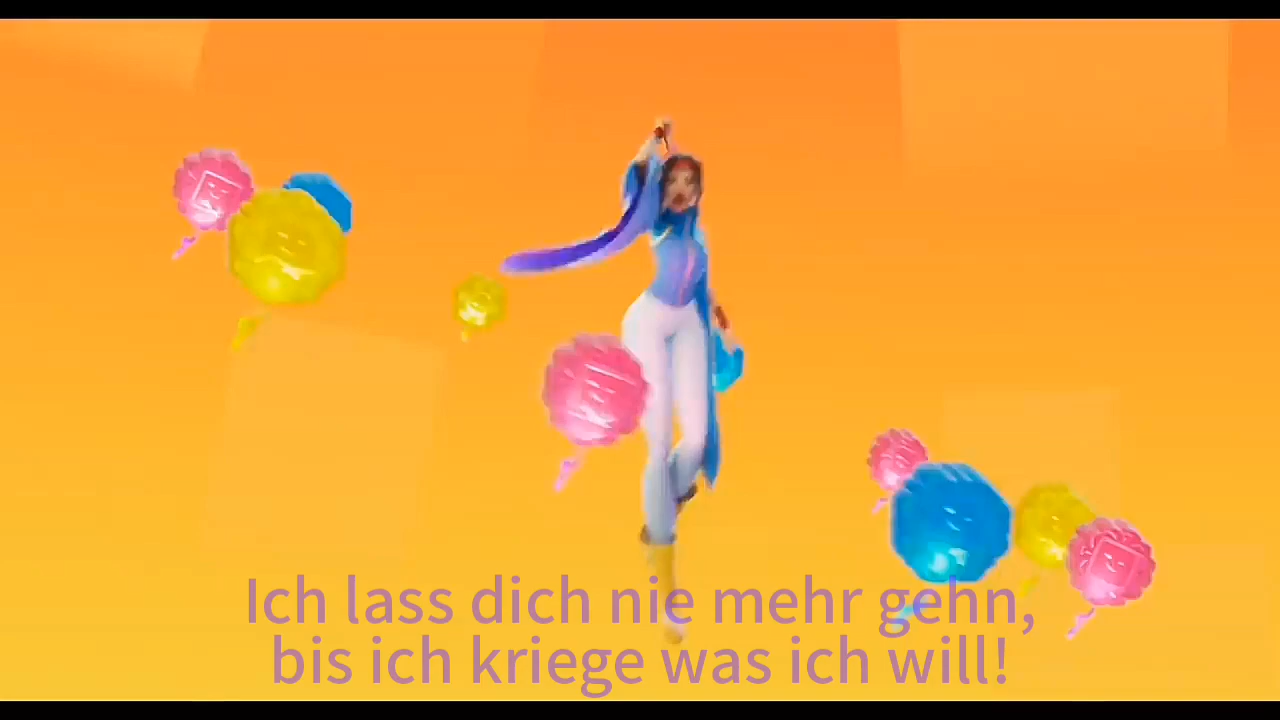 Ich lass dich nie mehr gehn,
bis ich kriege was ich will!